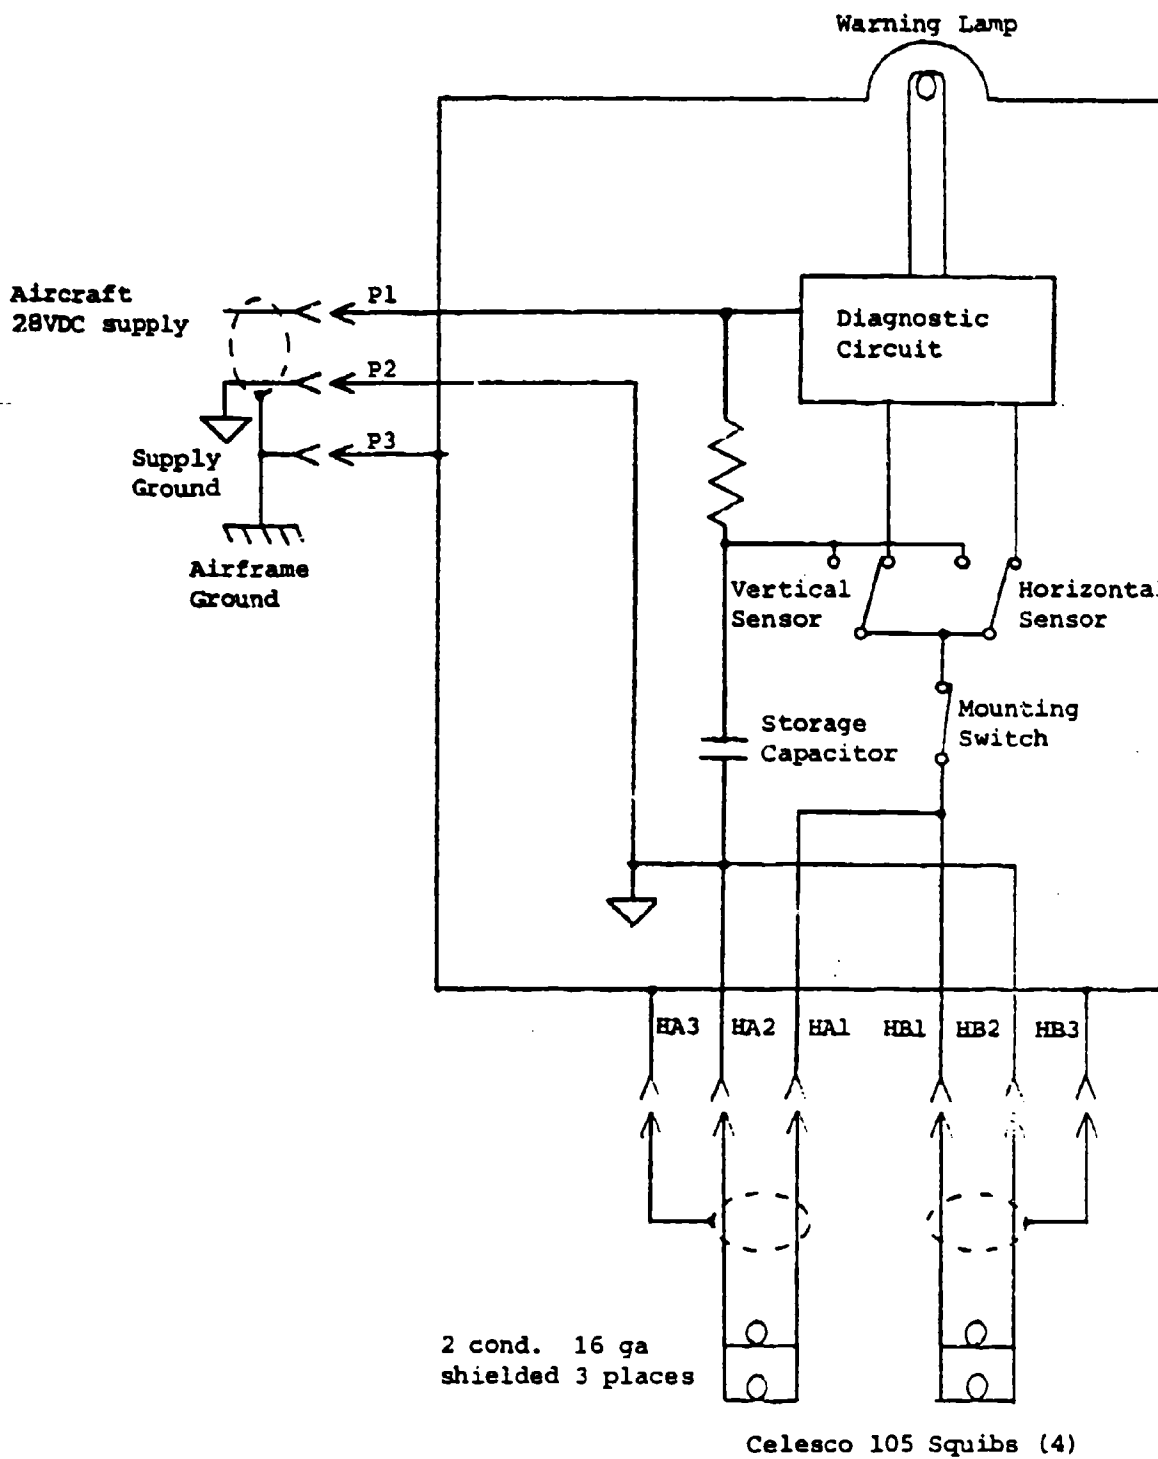 Warning Lamp
Aircraft
28VDC supply
P1
P2
P3
Supply
Ground
Airframe
Ground
Diagnostic
Circuit
Vertical
Sensor
Horizontal
Sensor
Mounting
Switch
Storage
Capacitor
HA3 HA2 HA1 HB1 HB2 HB3
2 cond. 16 ga
shielded 3 places
Celesco 105 Squibs (4)